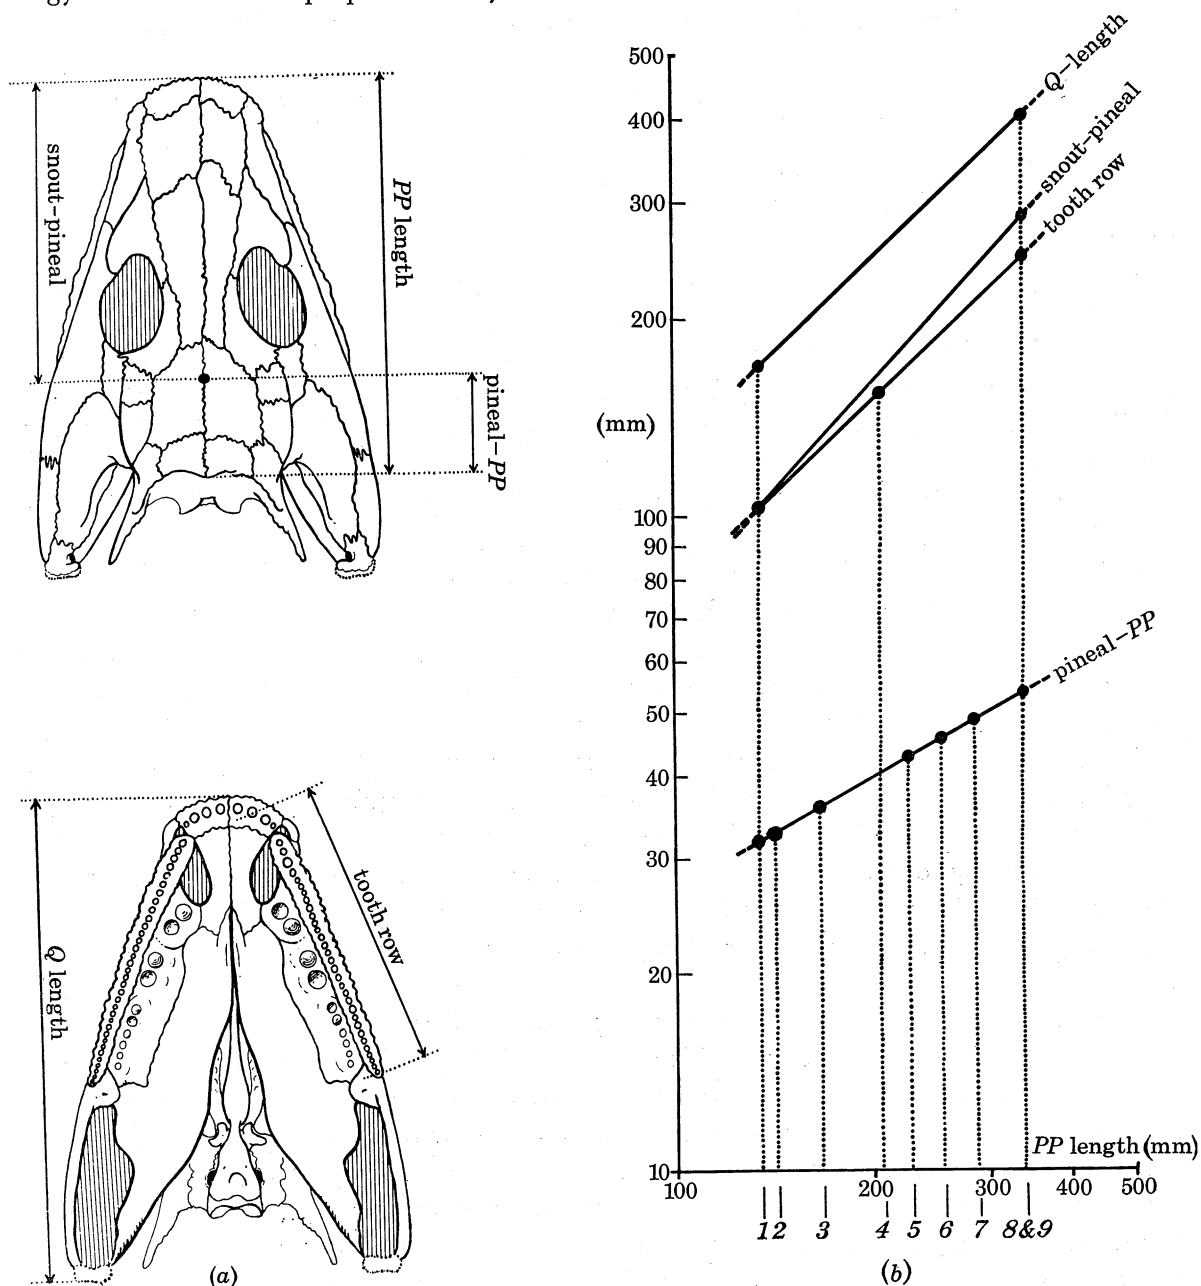 snout–pineal
PP length
pineal–PP
Q length
tooth row
(a)
500
400
300
200
(mm)
100
90
80
70
60
50
40
30
20
10
Q–length
snout–pineal
tooth row
pineal–PP
PP length (mm)
100 200 300 400 500
1 2 3 4 5 6 7 8&9
(b)